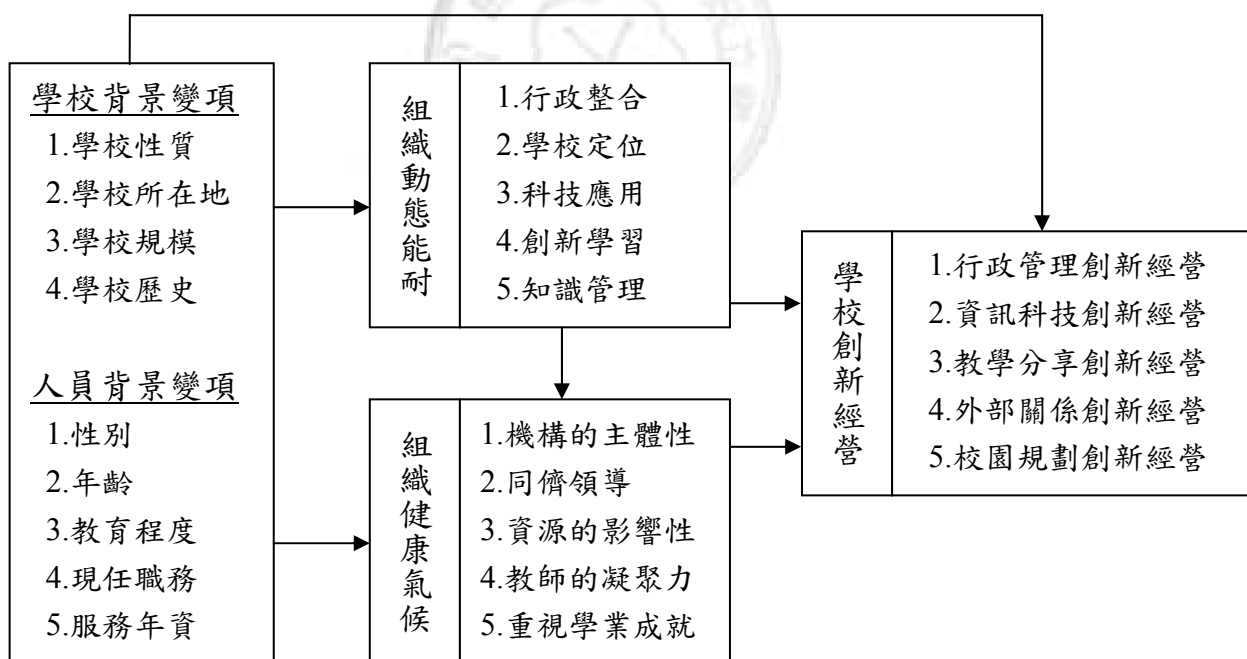 學校背景變項
1.學校性質
2.學校所在地
3.學校規模
4.學校歷史
人員背景變項
1.性別
2.年齡
3.教育程度
4.現任職務
5.服務年資
組織動態能耐
1.行政整合
2.學校定位
3.科技應用
4.創新學習
5.知識管理
組織健康氣候
1.機構的主體性
2.同儕領導
3.資源的影響性
4.教師的凝聚力
5.重視學業成就
學校創新經營
1.行政管理創新經營
2.資訊科技創新經營
3.教學分享創新經營
4.外部關係創新經營
5.校園規劃創新經營